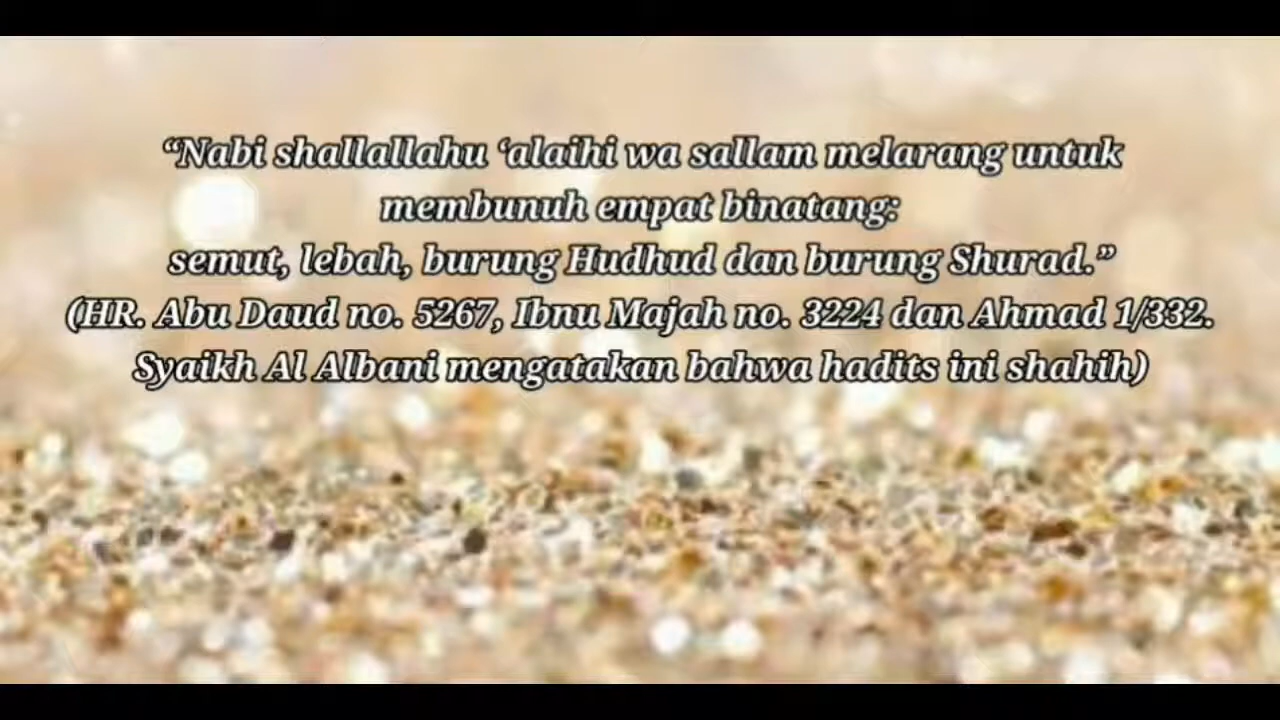 “Nabi shallallahu ‘alaihi wa sallam melarang untuk
membunuh empat binatang:
semut, lebah, burung Hudhud dan burung Shurad.”
(HR. Abu Daud no. 5267, Ibnu Majah no. 3224 dan Ahmad 1/332.
Syaikh Al Albani mengatakan bahwa hadits ini shahih)